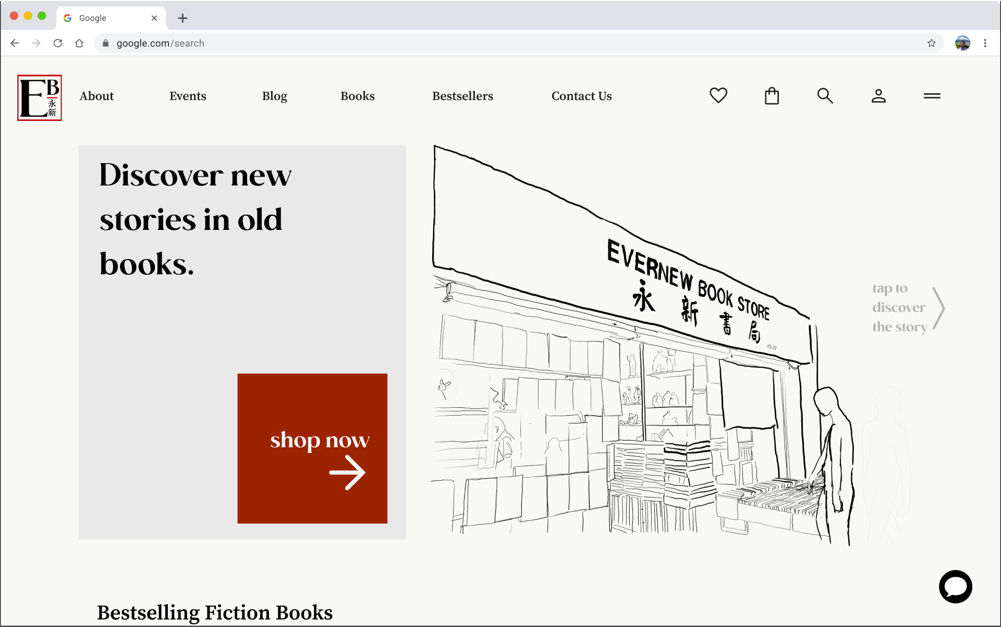 Google
google.com/search
EB
永
新
About
Events
Blog
Books
Bestsellers
Contact Us
Discover new
stories in old
books.
shop now
EVERNEW BOOK STORE
永新書局
tap to
discover
the story
Bestselling Fiction Books